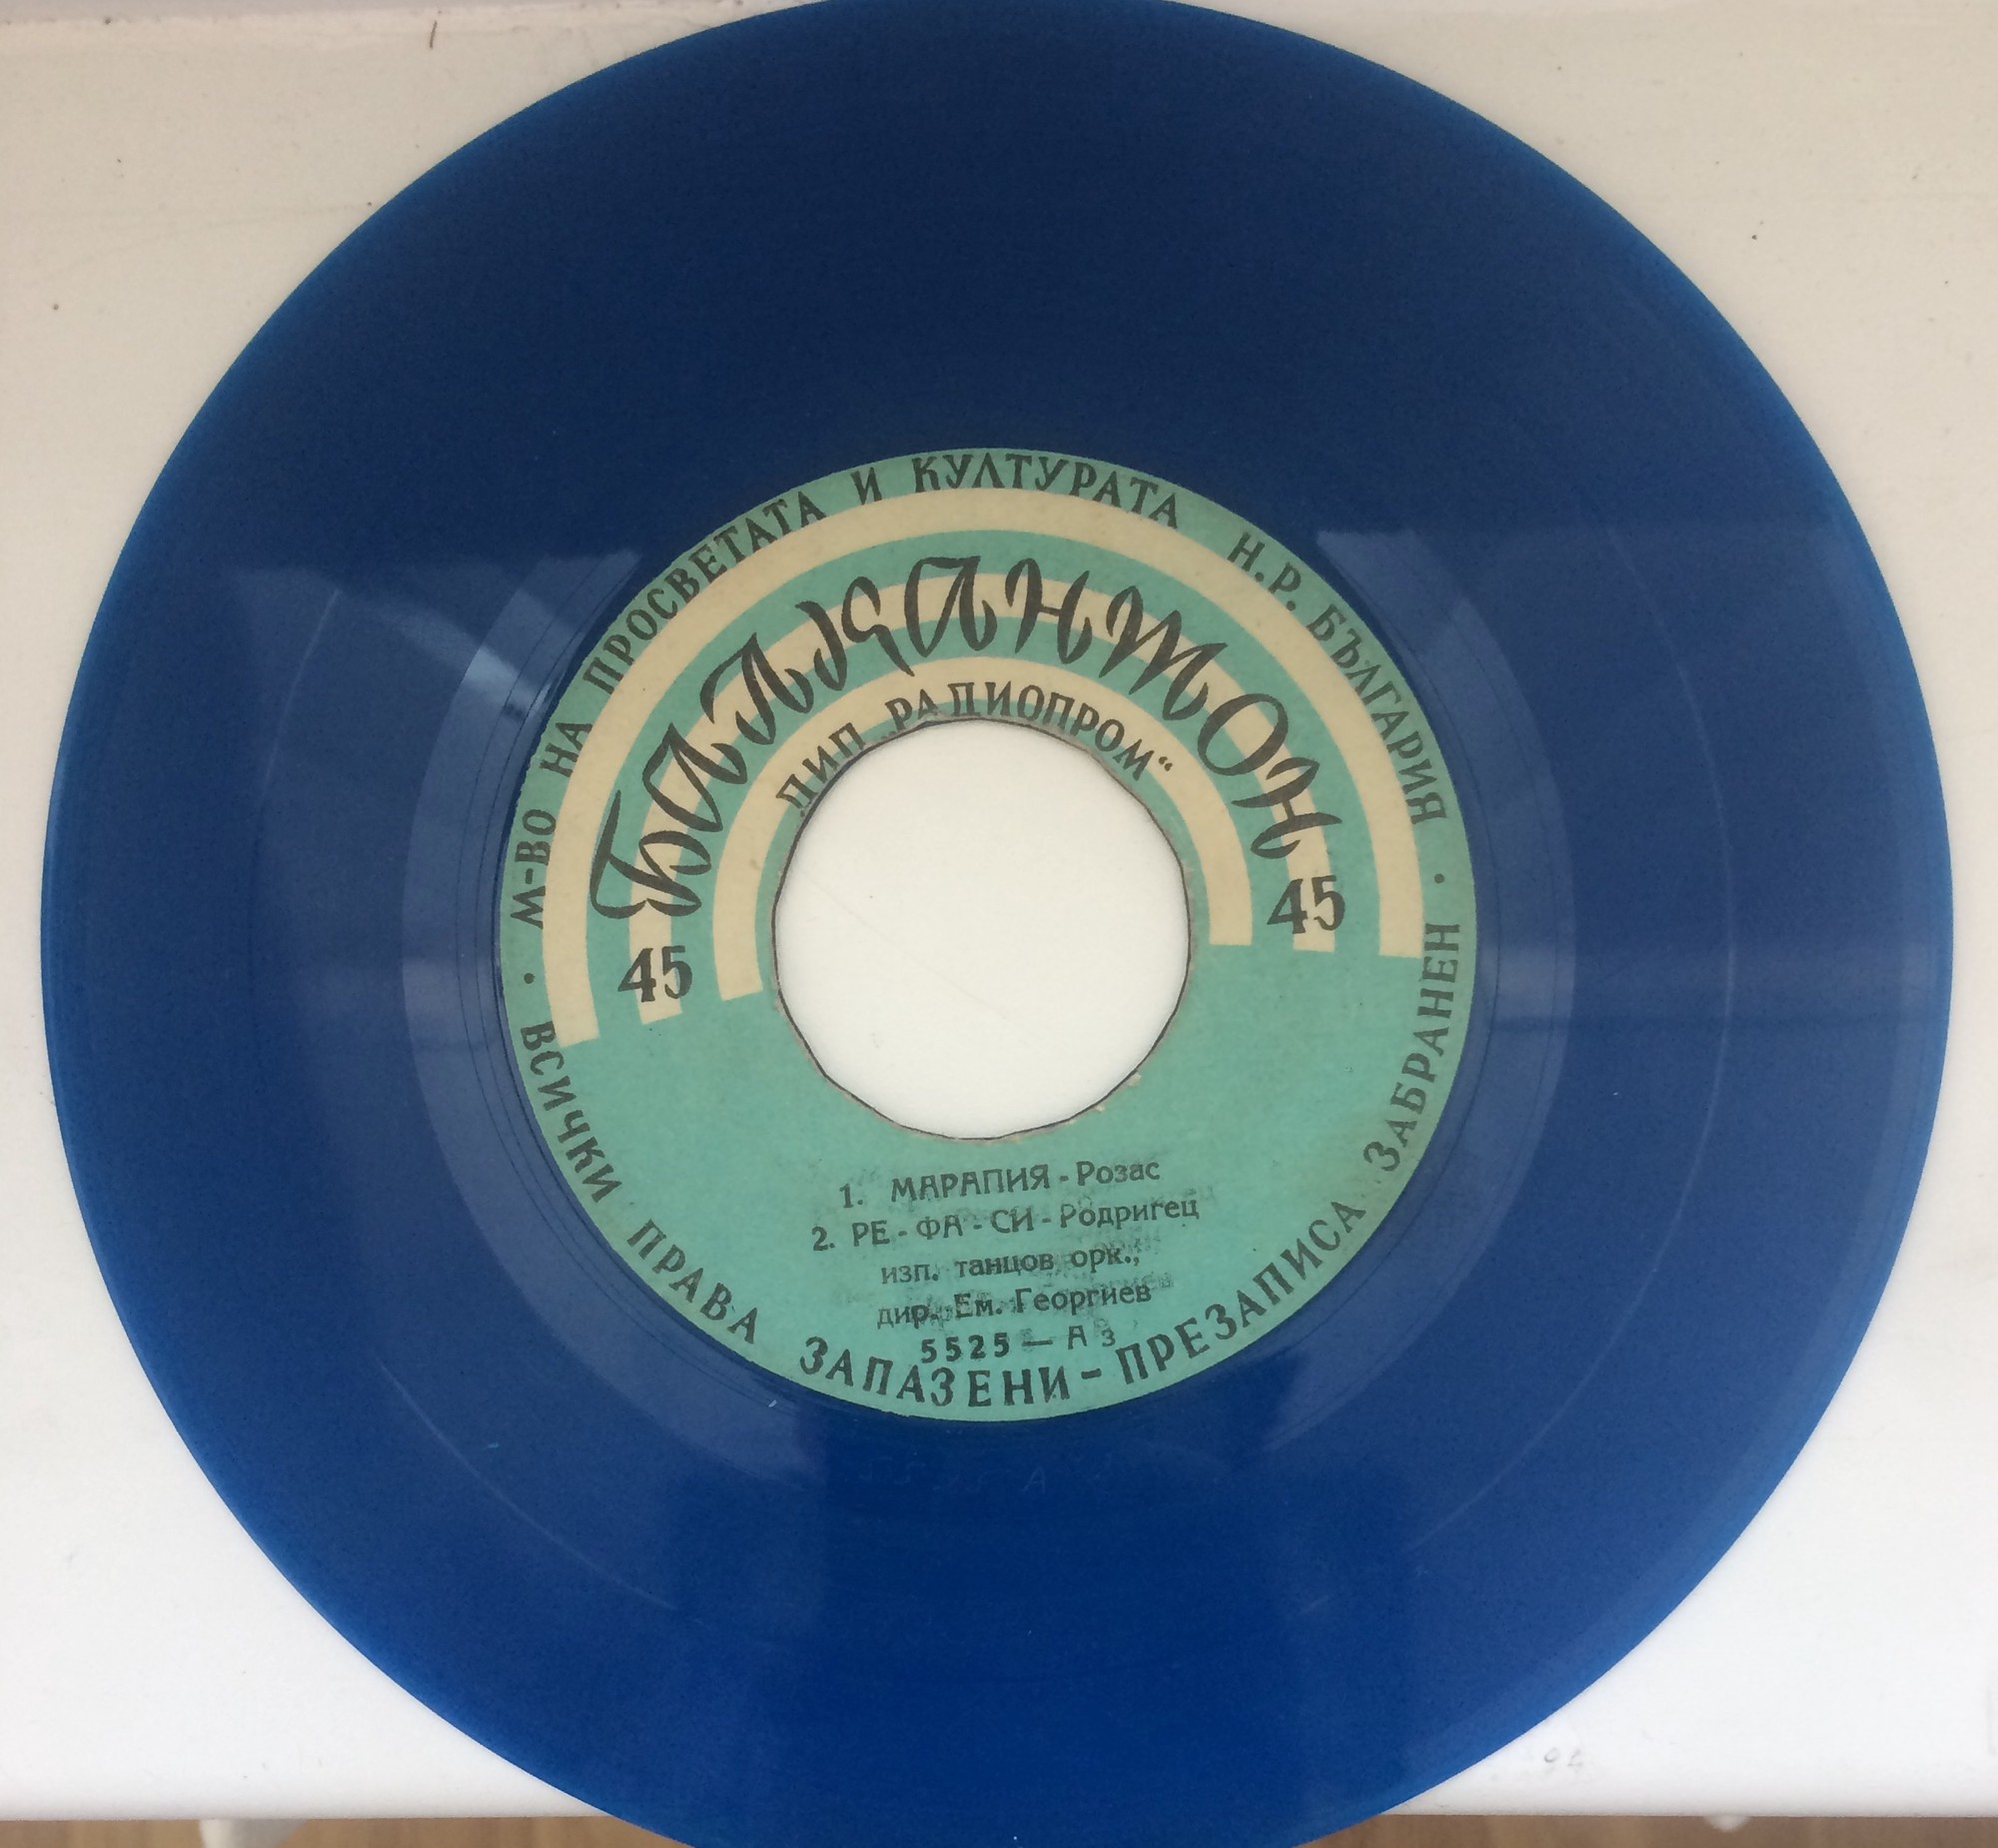 М-ВО НА ПРОСВЕТАТА И КУЛТУРАТА Н.Р. БЪЛГАРИЯ
БАЛКАНТОН
ДИП „РАДИОПРОМ“
45
45
1. МАРАПИЯ - Розас
2. РЕ - ФА - СИ - Родригец
изп. танцов орк.,
дир. Ем. Георгиев
5525 — А з
ВСИЧКИ ПРАВА ЗАПАЗЕНИ - ПРЕЗАПИСА ЗАБРАНЕН